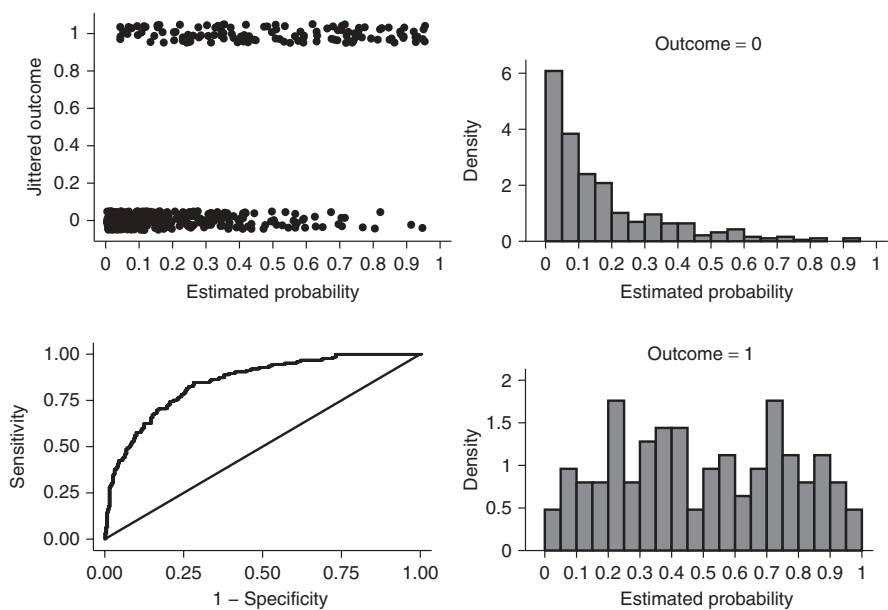 1
0.8
0.6
0.4
0.2
0
Jittered outcome
0 0.1 0.2 0.3 0.4 0.5 0.6 0.7 0.8 0.9 1
Estimated probability
Outcome = 0
6
4
2
0
Density
0 0.1 0.2 0.3 0.4 0.5 0.6 0.7 0.8 0.9 1
Estimated probability
1.00
0.75
0.50
0.25
0.00
Sensitivity
0.00 0.25 0.50 0.75 1.00
1 – Specificity
Outcome = 1
2
1.5
1
0.5
0
Density
0 0.1 0.2 0.3 0.4 0.5 0.6 0.7 0.8 0.9 1
Estimated probability